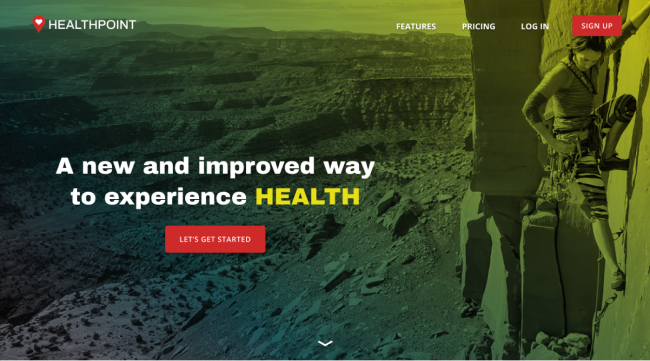 HEALTHPOINT
FEATURES
PRICING
LOG IN
SIGN UP
A new and improved way
to experience HEALTH
LET'S GET STARTED